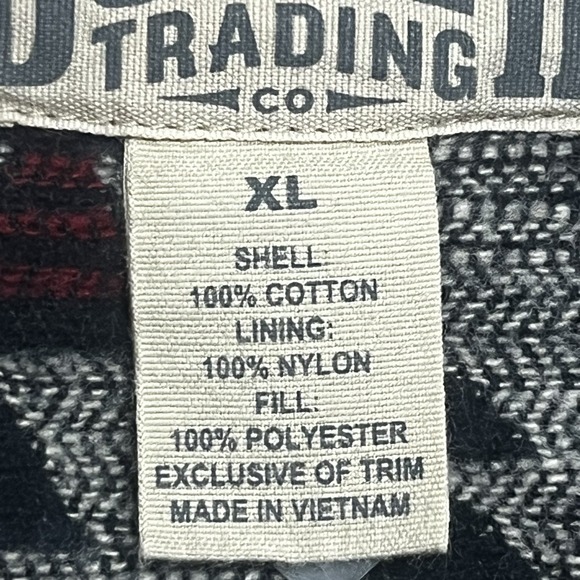 TRADING
CO
XL
SHELL:
100% COTTON
LINING:
100% NYLON
FILL:
100% POLYESTER
EXCLUSIVE OF TRIM
MADE IN VIETNAM